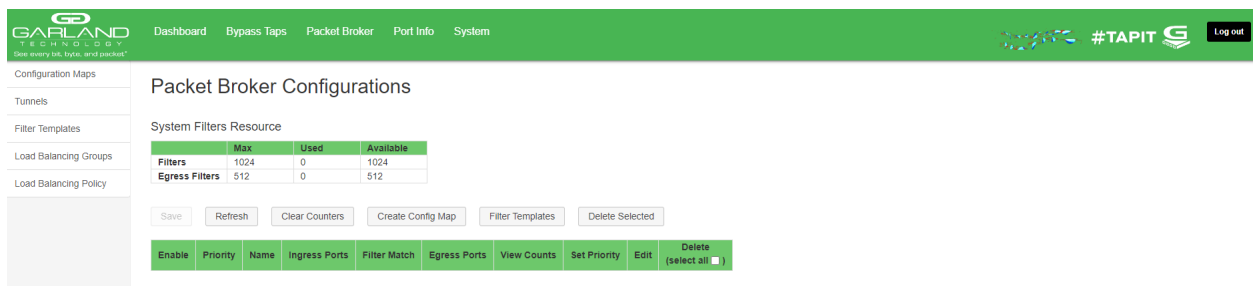 GARLAND
TECHNOLOGY
See every bit, byte, and packet®
Dashboard Bypass Taps Packet Broker Port Info System
#TAPIT
Log out
Configuration Maps
Tunnels
Filter Templates
Load Balancing Groups
Load Balancing Policy
Packet Broker Configurations
System Filters Resource
Max Used Available
Filters 1024 0 1024
Egress Filters 512 0 512
Save Refresh Clear Counters Create Config Map Filter Templates Delete Selected
Enable Priority Name Ingress Ports Filter Match Egress Ports View Counts Set Priority Edit Delete
(select all )